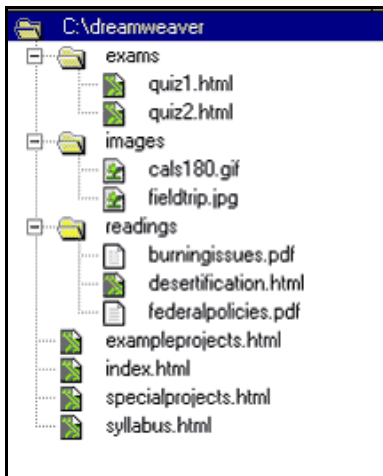 C:\dreamweaver
exams
quiz1.html
quiz2.html
images
cals180.gif
fieldtrip.jpg
readings
burningissues.pdf
desertification.html
federalpolicies.pdf
exampleprojects.html
index.html
specialprojects.html
syllabus.html